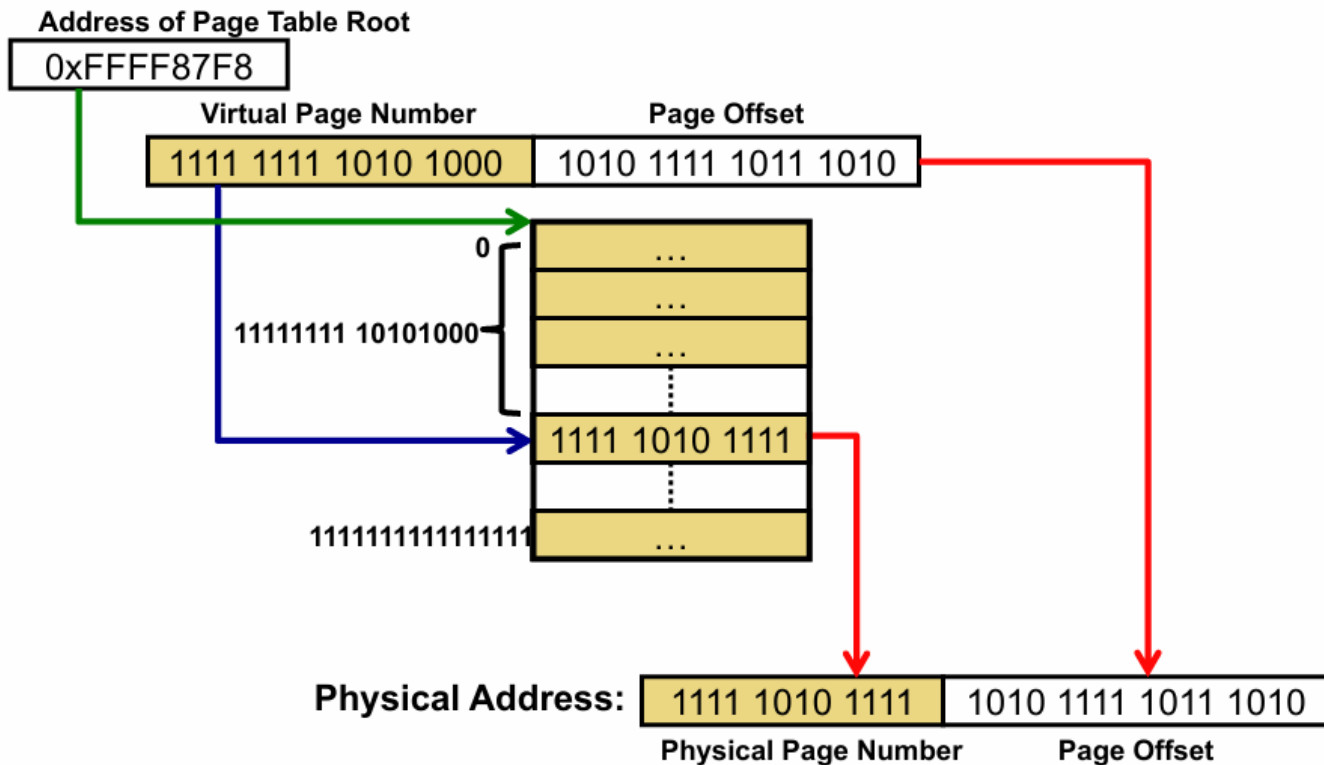 Address of Page Table Root
0xFFFF87F8
Virtual Page Number Page Offset
1111 1111 1010 1000 1010 1111 1011 1010
0 ...
...
11111111 10101000 ...
1111 1010 1111
1111111111111111 ...
Physical Address: 1111 1010 1111 1010 1111 1011 1010
Physical Page Number Page Offset